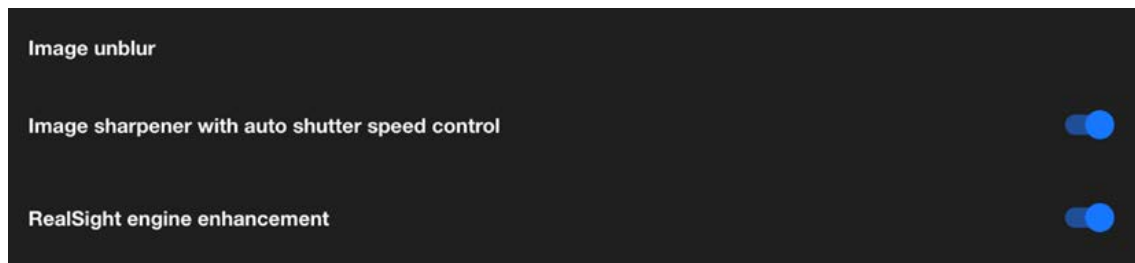 Image unblur
Image sharpener with auto shutter speed control
RealSight engine enhancement